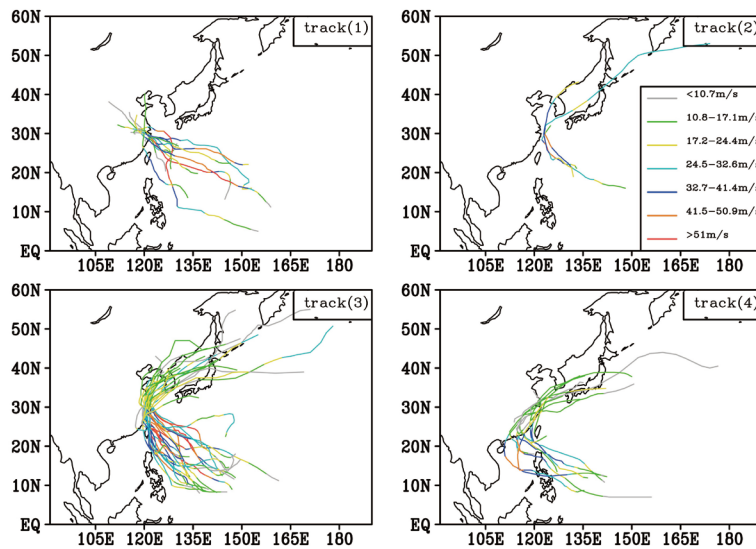 60N
50N
40N
30N
20N
10N
EQ
105E 120E 135E 150E 165E 180
track(1)
60N
50N
40N
30N
20N
10N
EQ
105E 120E 135E 150E 165E 180
track(2)
<10.7m/s
10.8-17.1m/s
17.2-24.4m/s
24.5-32.6m/s
32.7-41.4m/s
41.5-50.9m/s
>51m/s
60N
50N
40N
30N
20N
10N
EQ
105E 120E 135E 150E 165E 180
track(3)
60N
50N
40N
30N
20N
10N
EQ
105E 120E 135E 150E 165E 180
track(4)